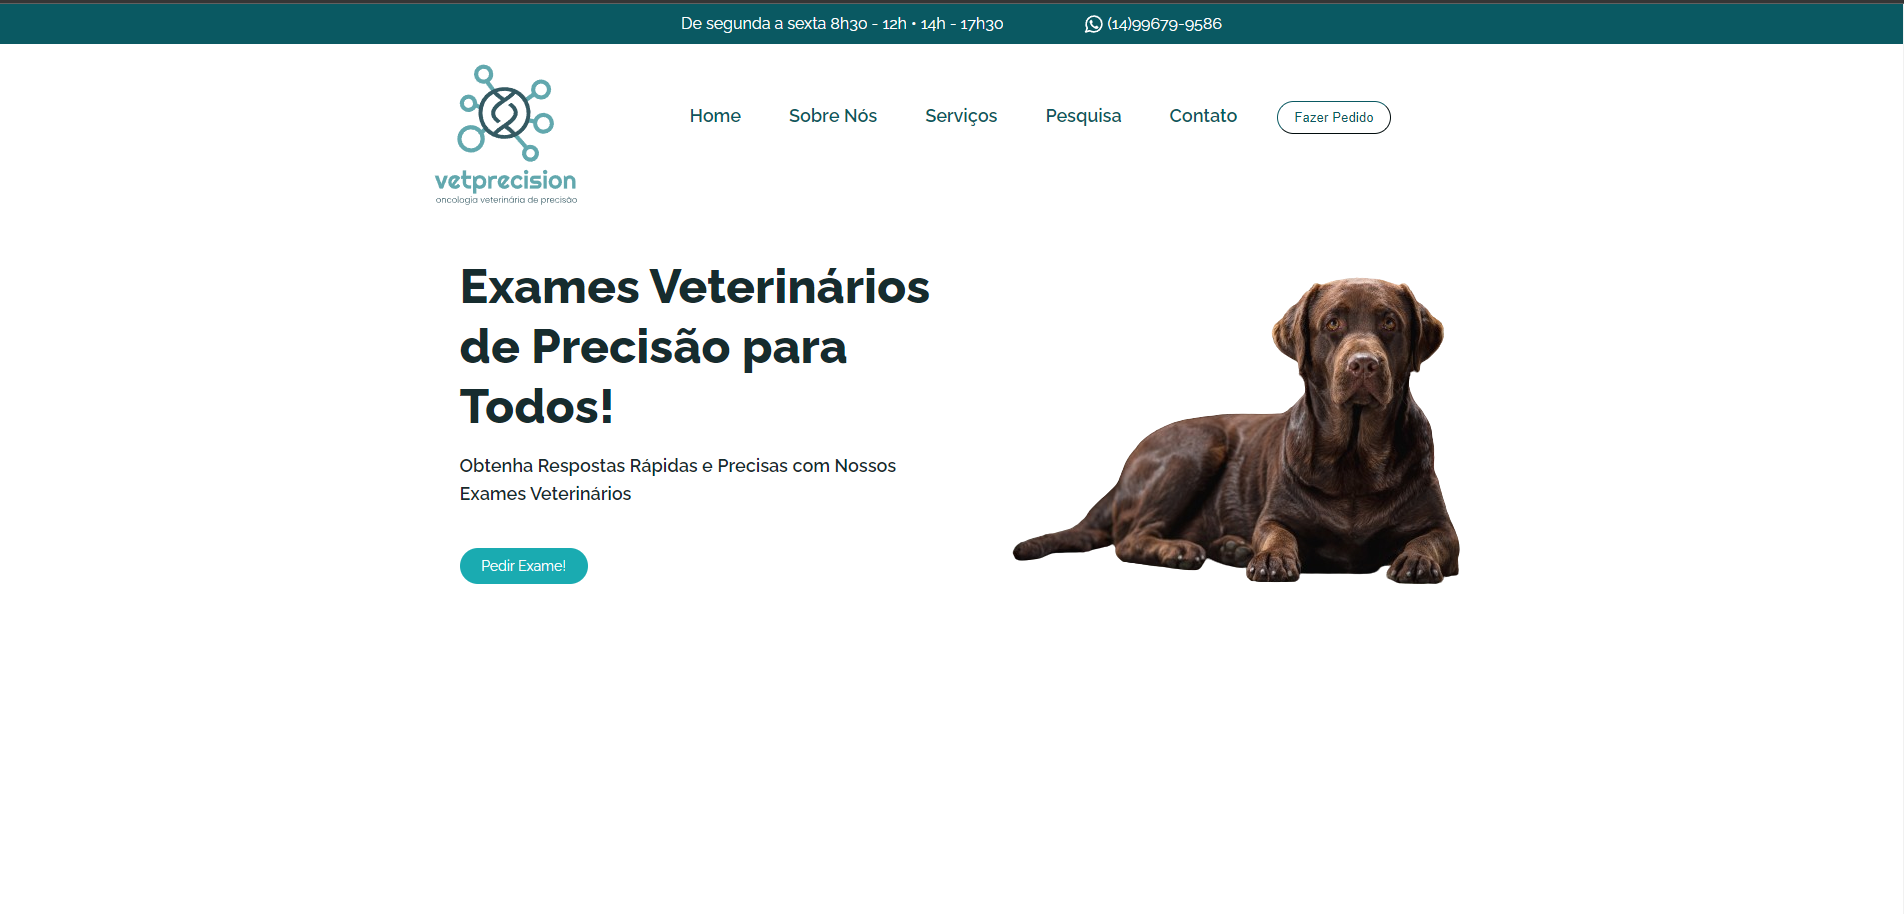 De segunda a sexta 8h30 - 12h • 14h - 17h30
(14)99679-9586
vetprecision
oncologia veterinária de precisão
Home
Sobre Nós
Serviços
Pesquisa
Contato
Fazer Pedido
Exames Veterinários
de Precisão para
Todos!
Obtenha Respostas Rápidas e Precisas com Nossos
Exames Veterinários
Pedir Exame!